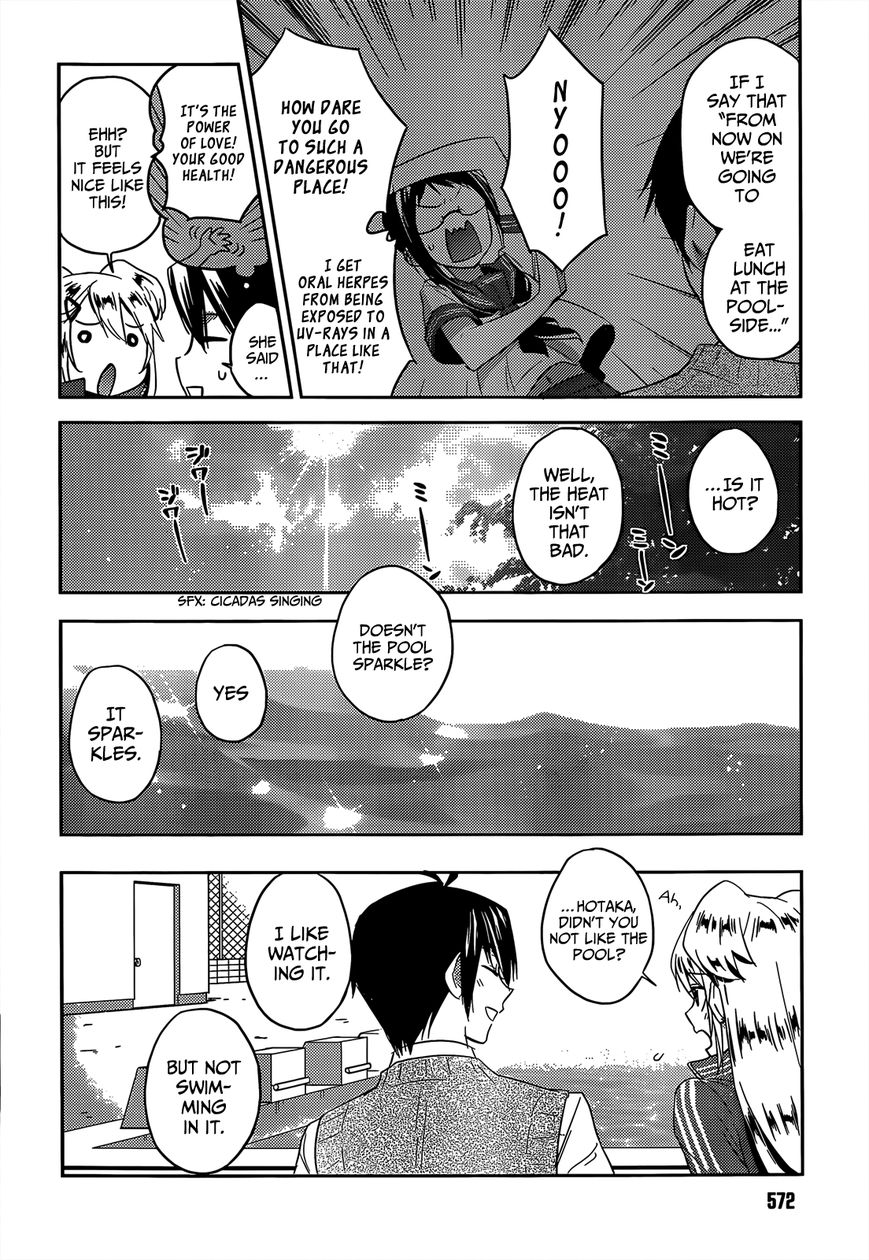 IF I
SAY THAT
"FROM
NOW ON
WE'RE
GOING
TO
EAT
LUNCH
AT THE
POOL-
SIDE..."
NYOOO!
HOW DARE
YOU GO
TO SUCH A
DANGEROUS
PLACE!
I GET
ORAL HERPES
FROM BEING
EXPOSED TO
UV-RAYS IN A
PLACE LIKE
THAT!
SHE
SAID
...
IT'S THE
POWER
OF LOVE!
YOUR GOOD
HEALTH!
EHH?
BUT
IT FEELS
NICE LIKE
THIS!
...IS IT
HOT?
WELL,
THE HEAT
ISN'T
THAT
BAD.
ミーンミーン
ジワー
ジワー
SFX: CICADAS SINGING
DOESN'T
THE POOL
SPARKLE?
YES
IT
SPAR-
KLES.
Ah,
...HOTAKA,
DIDN'T YOU
NOT LIKE THE
POOL?
I LIKE
WATCH-
ING IT.
BUT NOT
SWIM-
MING
IN IT.
572